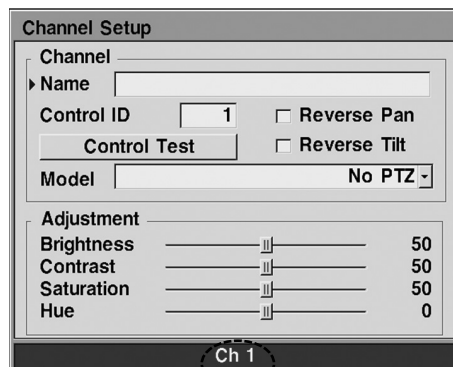 Channel Setup
Channel
Name
Control ID 1 Reverse Pan
Control Test Reverse Tilt
Model No PTZ
Adjustment
Brightness 50
Contrast 50
Saturation 50
Hue 0
Ch 1